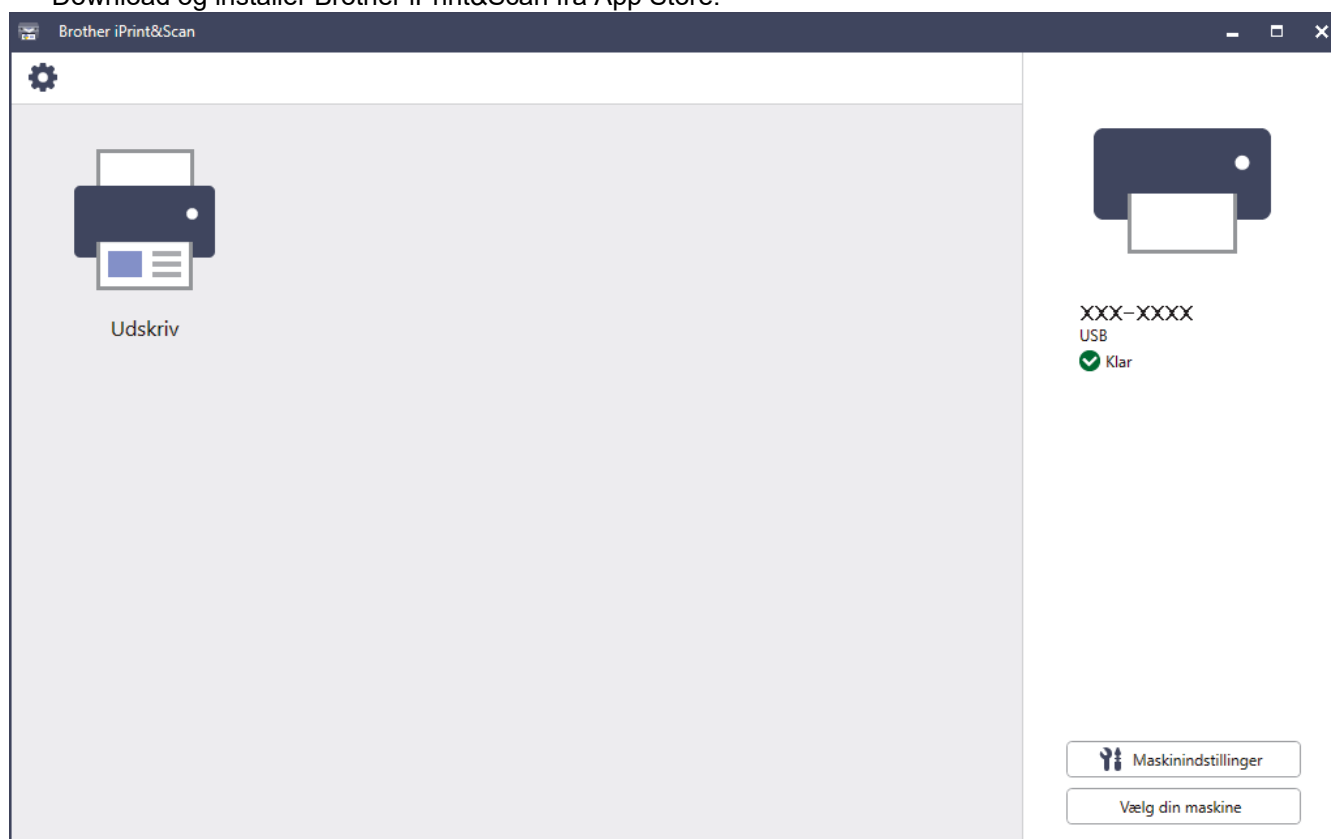 Download og installer Brother iPrint&Scan fra App Store.
Brother iPrint&Scan
Udskriv
XXX-XXXX
USB
Klar
Maskinindstillinger
Vælg din maskine